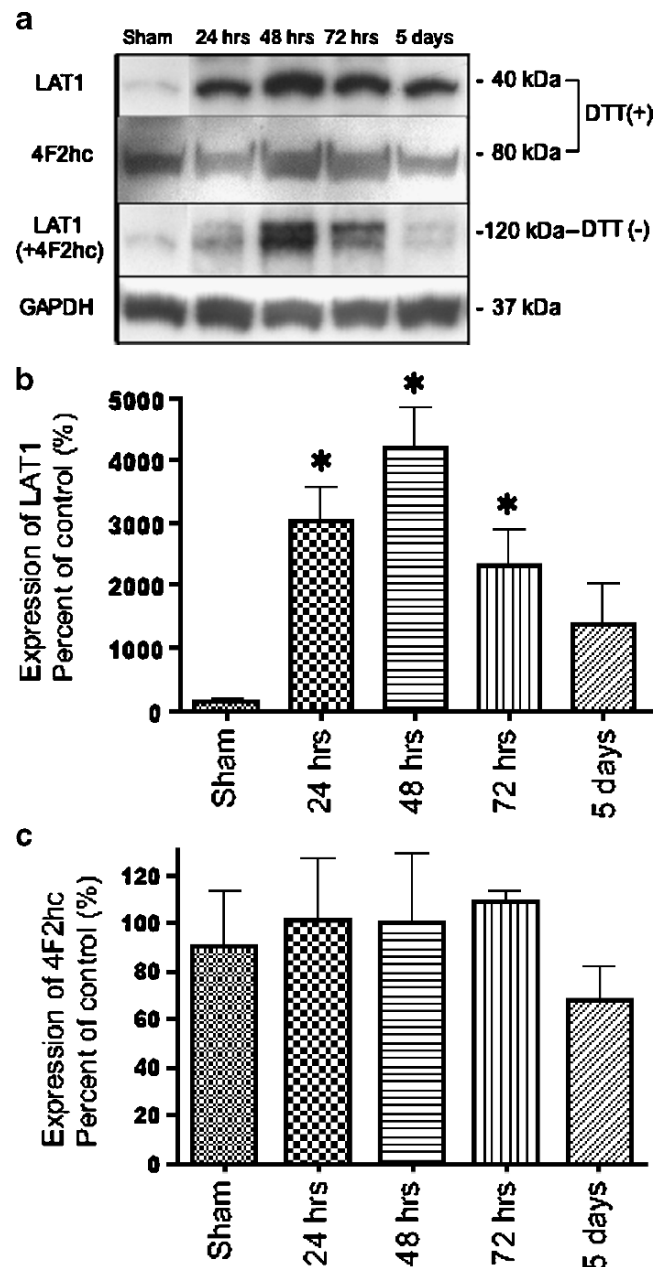 a
Sham 24 hrs 48 hrs 72 hrs 5 days
LAT1 - 40 kDa
DTT(+)
4F2hc - 80 kDa
LAT1
(+4F2hc) -120 kDa–DTT (-)
GAPDH - 37 kDa
b
Expression of LAT1
Percent of control (%)
5000
4000
3000
2000
1000
0
* * *
Sham 24 hrs 48 hrs 72 hrs 5 days
c
Expression of 4F2hc
Percent of control (%)
120
100
80
60
40
20
0
Sham 24 hrs 48 hrs 72 hrs 5 days